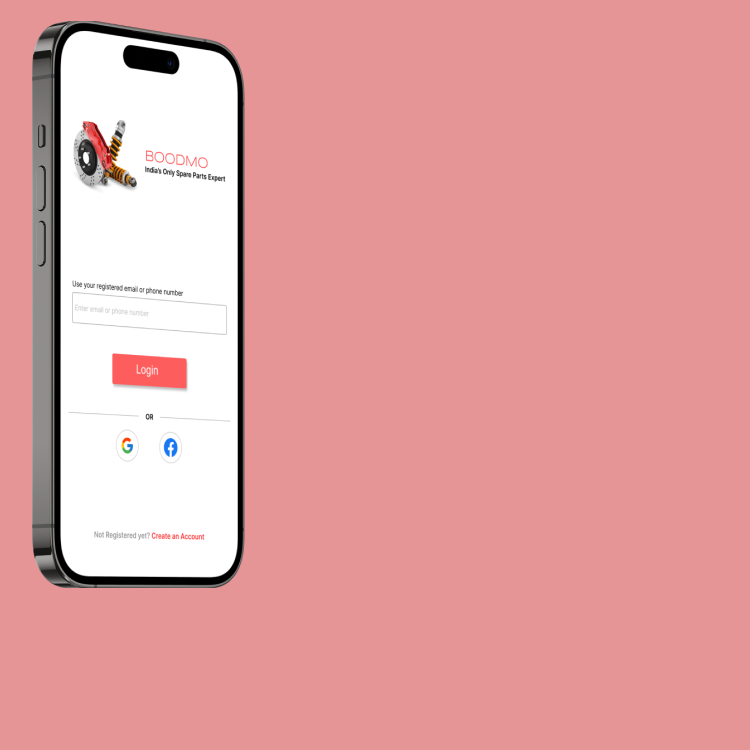 BOODMO
India's Only Spare Parts Expert
Use your registered email or phone number
Enter email or phone number
Login
OR
Not Registered yet? Create an Account